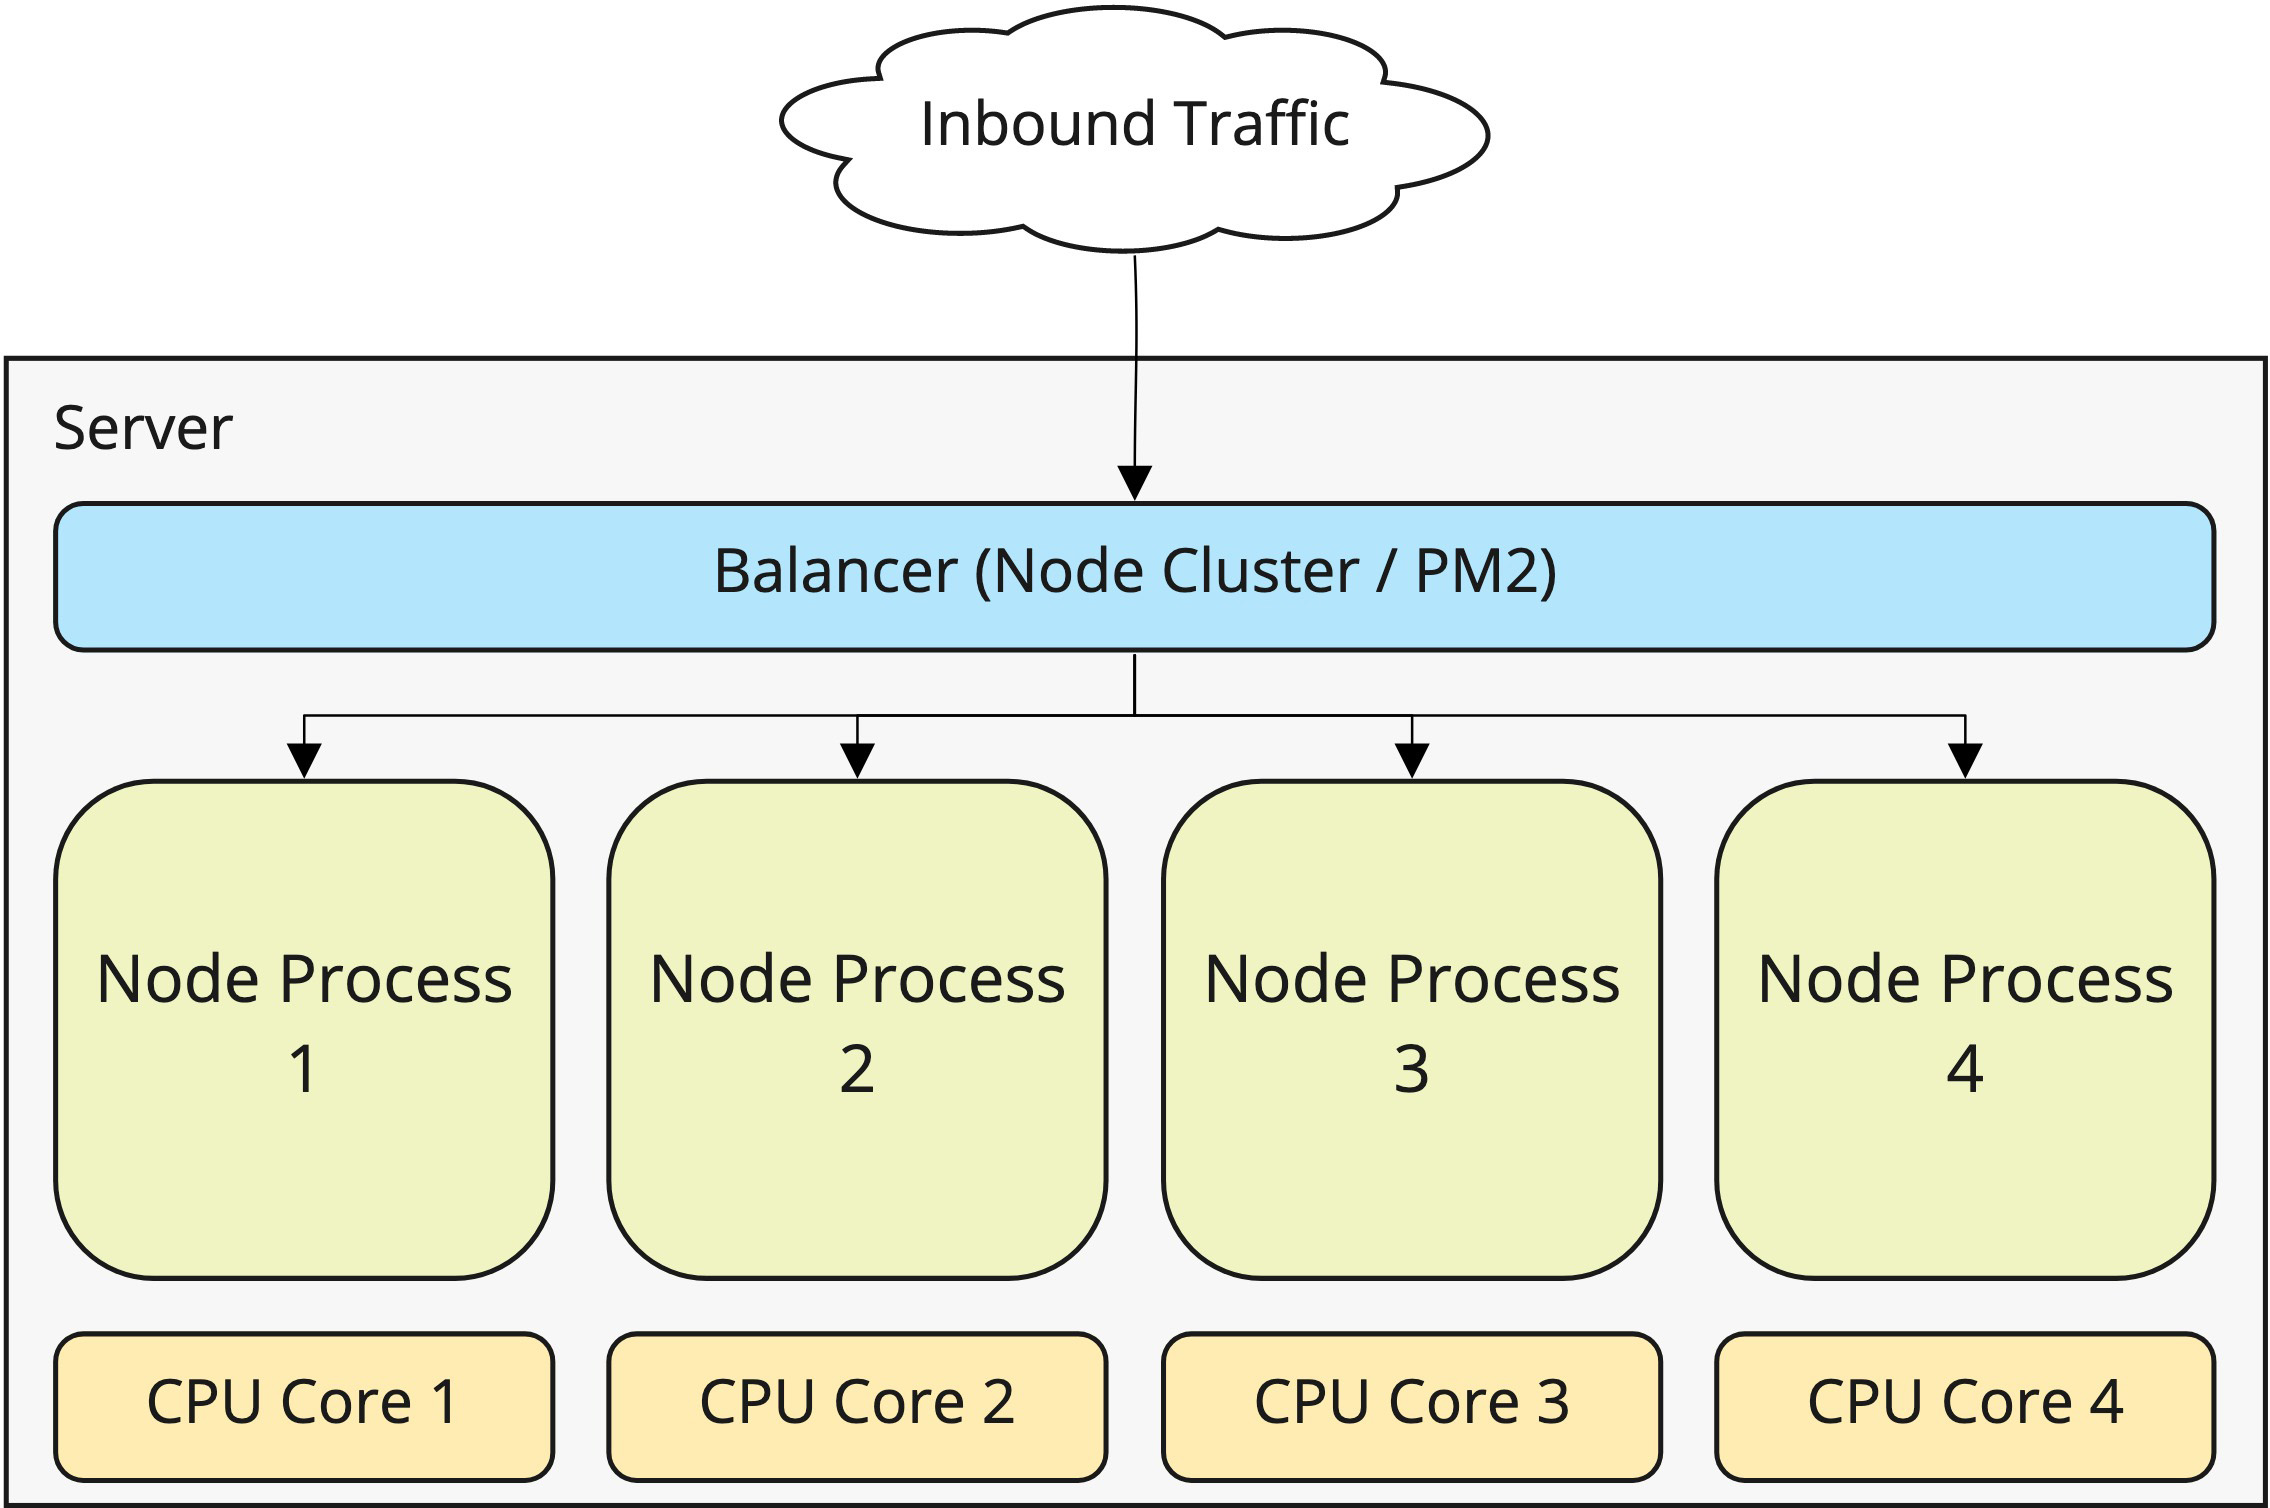 Inbound Traffic
Server
Balancer (Node Cluster / PM2)
Node Process
1
Node Process
2
Node Process
3
Node Process
4
CPU Core 1
CPU Core 2
CPU Core 3
CPU Core 4